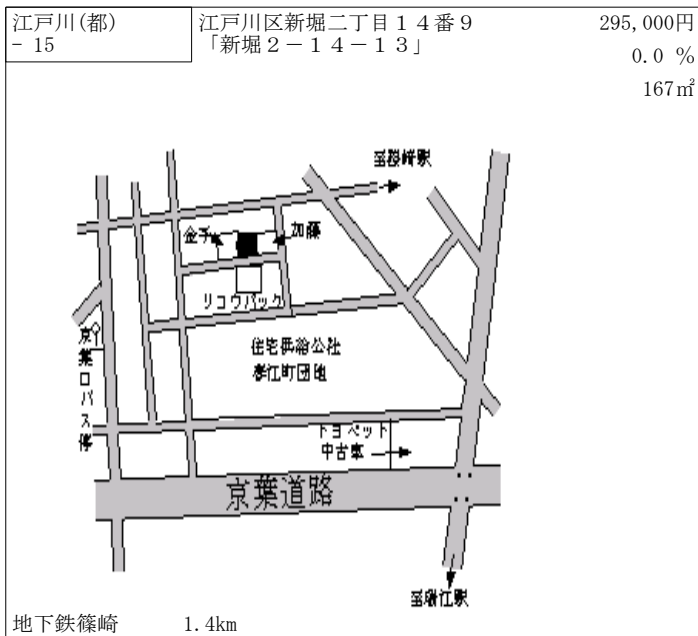 江戸川(都)
- 15
江戸川区新堀二丁目１４番９
「新堀２－１４－１３」
295,000円
0.0 %
167㎡
至篠崎駅
金子
加藤
リコウパック
住宅供給公社
春江町団地
京葉口バス停
トヨペット
中古車
京葉道路
至瑞江駅
地下鉄篠崎 1.4km